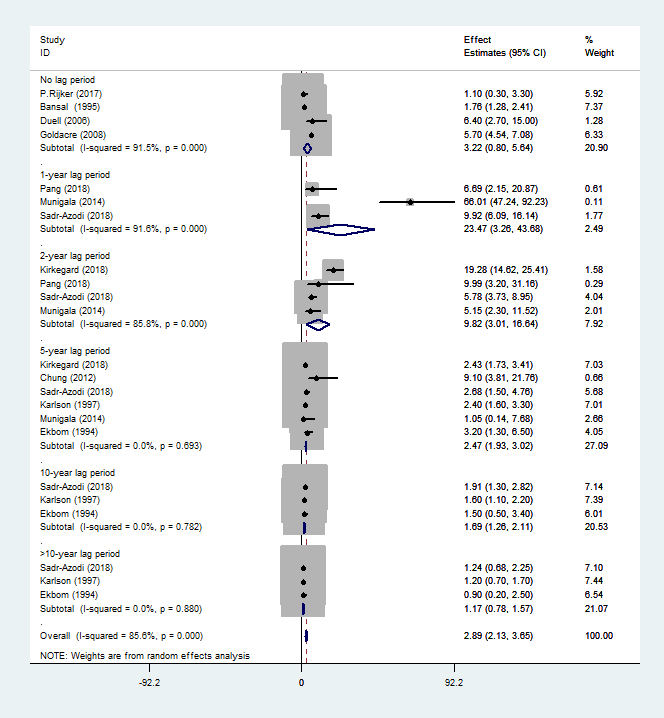 Study Effect %
ID Estimates (95% CI) Weight
No lag period
P.Rijker (2017) 1.10 (0.30, 3.30) 5.92
Bansal (1995) 1.76 (1.28, 2.41) 7.37
Duell (2006) 6.40 (2.70, 15.00) 1.28
Goldacre (2008) 5.70 (4.54, 7.08) 6.33
Subtotal (I-squared = 91.5%, p = 0.000) 3.22 (0.80, 5.64) 20.90
.
1-year lag period
Pang (2018) 6.69 (2.15, 20.87) 0.61
Munigala (2014) 66.01 (47.24, 92.23) 0.11
Sadr-Azodi (2018) 9.92 (6.09, 16.14) 1.77
Subtotal (I-squared = 91.6%, p = 0.000) 23.47 (3.26, 43.68) 2.49
.
2-year lag period
Kirkegard (2018) 19.28 (14.62, 25.41) 1.58
Pang (2018) 9.99 (3.20, 31.16) 0.29
Sadr-Azodi (2018) 5.78 (3.73, 8.95) 4.04
Munigala (2014) 5.15 (2.30, 11.52) 2.01
Subtotal (I-squared = 85.8%, p = 0.000) 9.82 (3.01, 16.64) 7.92
.
5-year lag period
Kirkegard (2018) 2.43 (1.73, 3.41) 7.03
Chung (2012) 9.10 (3.81, 21.76) 0.66
Sadr-Azodi (2018) 2.68 (1.50, 4.76) 5.68
Karlson (1997) 2.40 (1.60, 3.30) 7.01
Munigala (2014) 1.05 (0.14, 7.68) 2.66
Ekbom (1994) 3.20 (1.30, 6.50) 4.05
Subtotal (I-squared = 0.0%, p = 0.693) 2.47 (1.93, 3.02) 27.09
.
10-year lag period
Sadr-Azodi (2018) 1.91 (1.30, 2.82) 7.14
Karlson (1997) 1.60 (1.10, 2.20) 7.39
Ekbom (1994) 1.50 (0.50, 3.40) 6.01
Subtotal (I-squared = 0.0%, p = 0.782) 1.69 (1.26, 2.11) 20.53
.
>10-year lag period
Sadr-Azodi (2018) 1.24 (0.68, 2.25) 7.10
Karlson (1997) 1.20 (0.70, 1.70) 7.44
Ekbom (1994) 0.90 (0.20, 2.50) 6.54
Subtotal (I-squared = 0.0%, p = 0.880) 1.17 (0.78, 1.57) 21.07
.
Overall (I-squared = 85.6%, p = 0.000) 2.89 (2.13, 3.65) 100.00
NOTE: Weights are from random effects analysis
-92.2 0 92.2